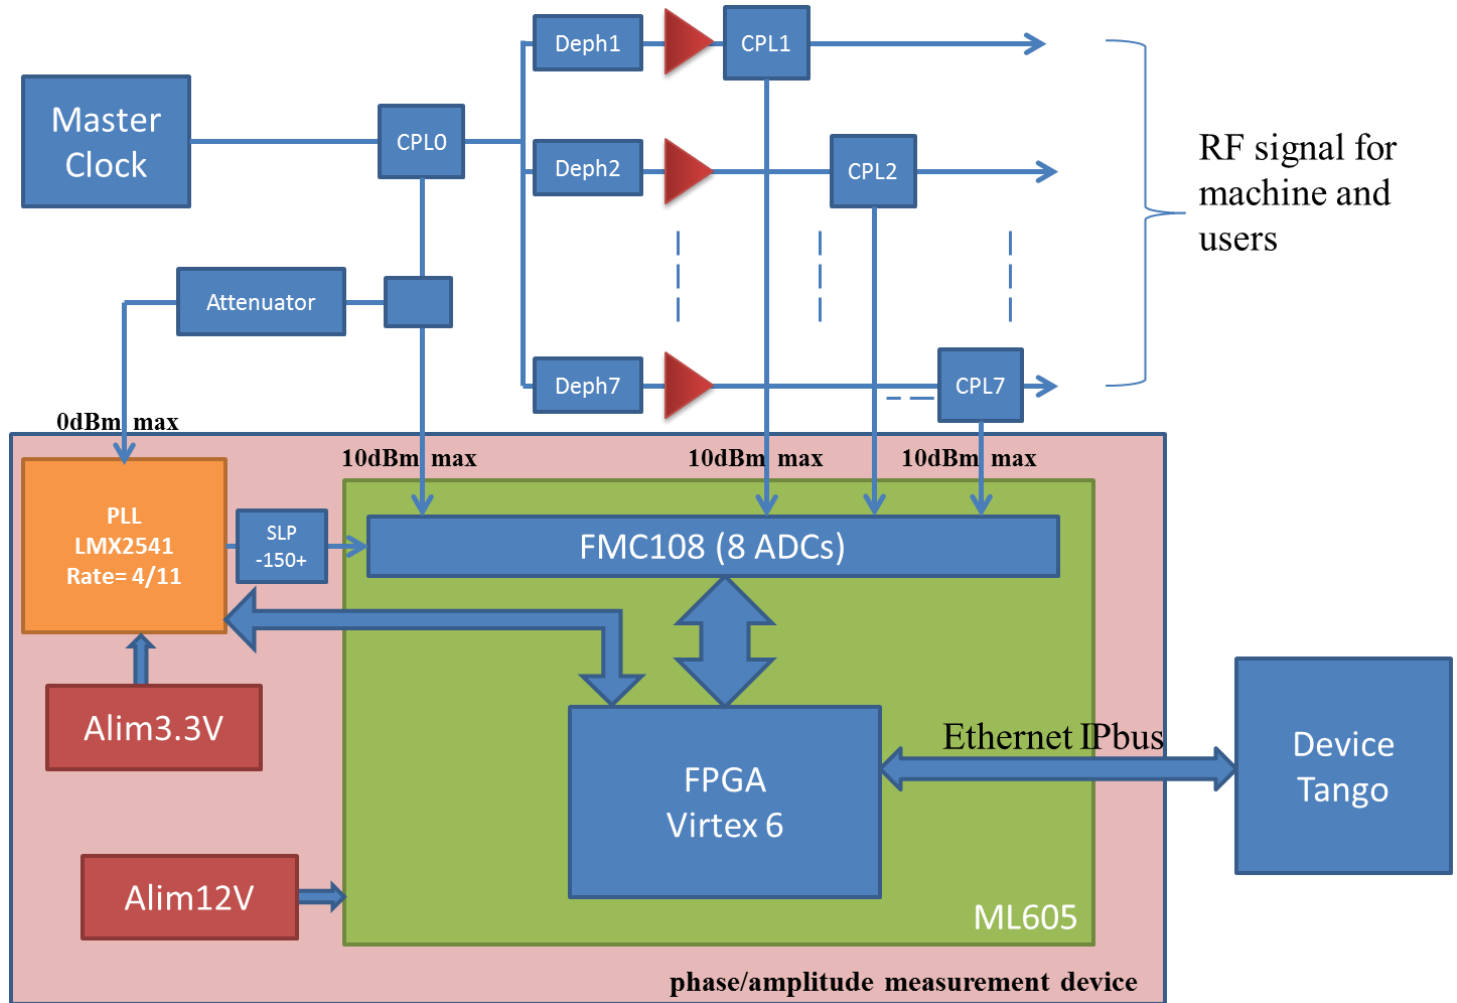 Deph1
CPL1
Master
Clock
CPL0
Deph2
CPL2
RF signal for
machine and
users
Attenuator
Deph7
CPL7
0dBm max
10dBm max
10dBm max
10dBm max
PLL
LMX2541
Rate= 4/11
SLP
-150+
FMC108 (8 ADCs)
Alim3.3V
Ethernet IPbus
Device
Tango
FPGA
Virtex 6
Alim12V
ML605
phase/amplitude measurement device